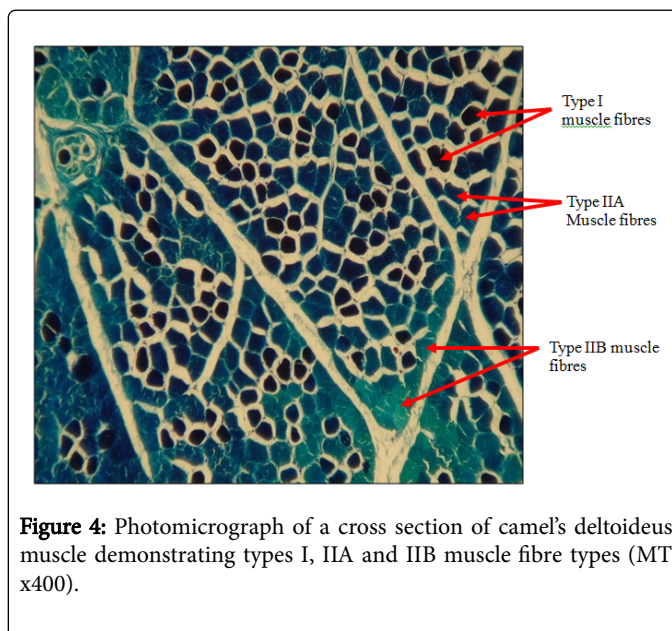 Type I
muscle fibres
Type IIA
Muscle fibres
Type IIB muscle
fibres
Figure 4: Photomicrograph of a cross section of camel's deltoideus
muscle demonstrating types I, IIA and IIB muscle fibre types (MT
x400).